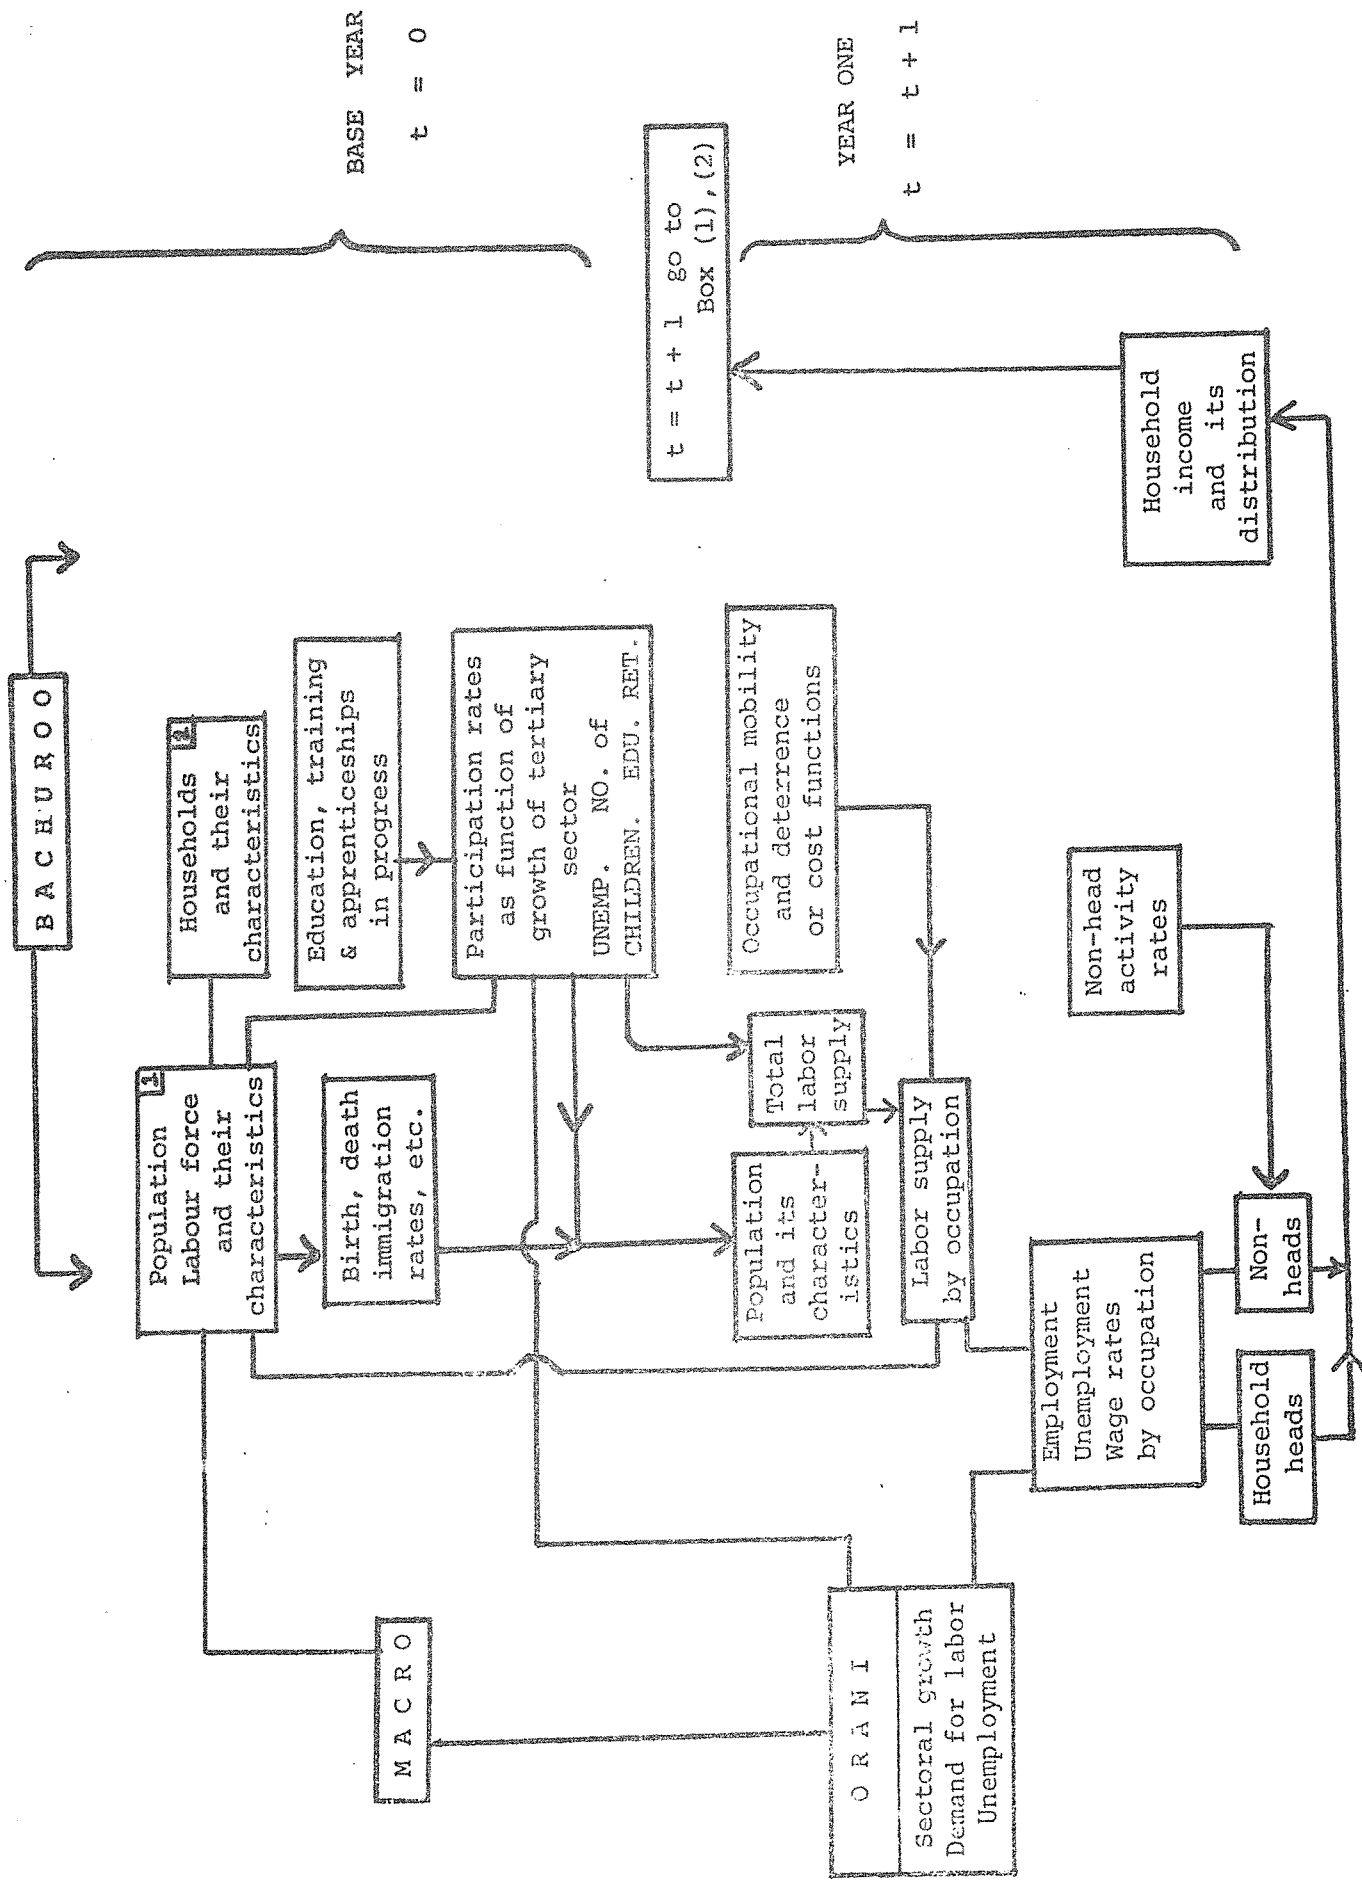 B A C H U R O O
BASE YEAR
t = 0
1
Population
Labour force
and their
characteristics
2
Households
and their
characteristics
Birth, death
immigration
rates, etc.
Education, training
& apprenticeships
in progress
M A C R O
Participation rates
as function of
growth of tertiary
sector
UNEMP. NO. of
CHILDREN. EDU. RET.
t = t + 1 go to
Box (1),(2)
Population
and its
character-
istics
Total
labor
supply
Occupational mobility
and deterrence
or cost functions
O R A N I
Sectoral growth
Demand for labor
Unemployment
Labor supply
by occupation
YEAR ONE
t = t + 1
Employment
Unemployment
Wage rates
by occupation
Non-head
activity
rates
Household
income
and its
distribution
Household
heads
Non-
heads